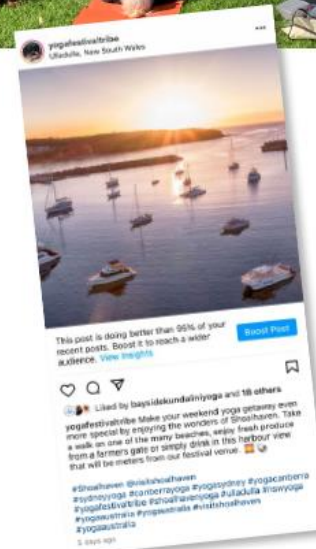 yogafestivaltribe
Ulladulla, New South Wales
This post is doing better than 95% of your
recent posts. Boost it to reach a wider
audience. View Insights
Boost Post
Liked by baysidekundaliniyoga and 18 others
yogafestivaltribe Make your weekend yoga getaway even
more special by enjoying the wonders of Shoalhaven. Take
a walk on one of the many beaches, enjoy fresh produce
from a farmers gate or simply drink in this harbour view
that will be meters from our festival venue.
#Shoalhaven @visitshoalhaven
#sydneyyoga #canberrayoga #yogasydney #yogacanberra
#yogafestivaltribe #shoalhavenyoga #ulladulla #nswyoga
#yogaaustralia #yogaaustralia #visitshoalhaven
#yogaaustralia
days ago